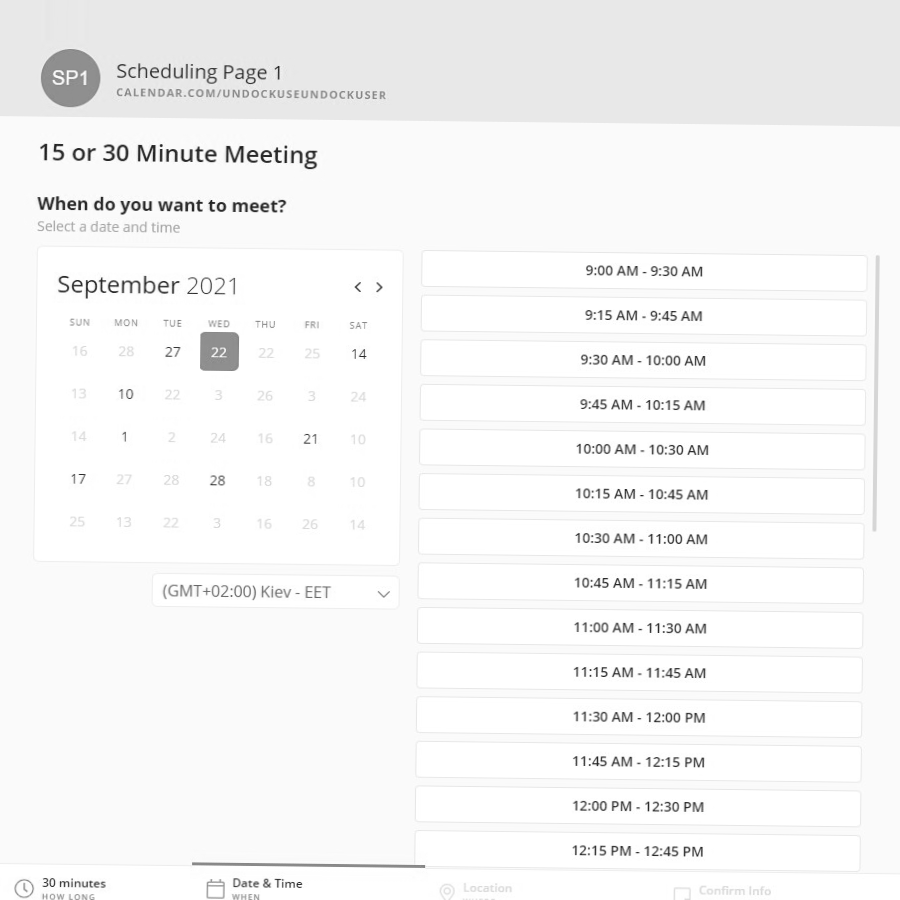 SP1
Scheduling Page 1
CALENDAR.COM/UNDOCKUSEUNDOCKUSER
15 or 30 Minute Meeting
When do you want to meet?
Select a date and time
September 2021
SUN MON TUE WED THU FRI SAT
16 28 27 22 22 25 14
13 10 22 3 26 3 24
14 1 2 24 16 21 10
17 27 28 28 18 8 10
25 13 22 3 16 26 14
(GMT+02:00) Kiev - EET
9:00 AM - 9:30 AM
9:15 AM - 9:45 AM
9:30 AM - 10:00 AM
9:45 AM - 10:15 AM
10:00 AM - 10:30 AM
10:15 AM - 10:45 AM
10:30 AM - 11:00 AM
10:45 AM - 11:15 AM
11:00 AM - 11:30 AM
11:15 AM - 11:45 AM
11:30 AM - 12:00 PM
11:45 AM - 12:15 PM
12:00 PM - 12:30 PM
12:15 PM - 12:45 PM
30 minutes
HOW LONG
Date & Time
WHEN
Location
Confirm Info